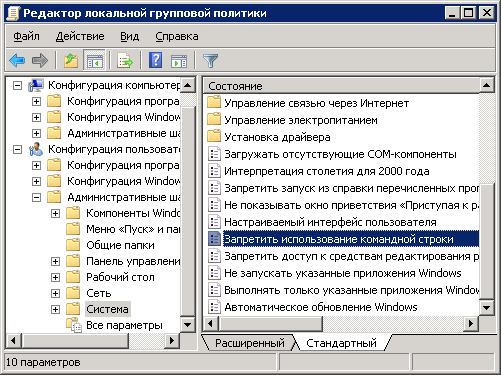 Редактор локальной групповой политики
Файл Действие Вид Справка
Конфигурация компьютер
Конфигурация програ
Конфигурация Window
Административные ша
Конфигурация пользоват
Конфигурация програ
Конфигурация Window
Административные ша
Компоненты Windo
Меню «Пуск» и пан
Общие папки
Панель управлени
Рабочий стол
Сеть
Система
Все параметры
Состояние
Управление связью через Интернет
Управление электропитанием
Установка драйвера
Загружать отсутствующие COM-компоненты
Интерпретация столетия для 2000 года
Запретить запуск из справки перечисленных прог
Не показывать окно приветствия «Приступая к ра
Настраиваемый интерфейс пользователя
Запретить использование командной строки
Запретить доступ к средствам редактирования р
Не запускать указанные приложения Windows
Выполнять только указанные приложения Window
Автоматическое обновление Windows
Расширенный Стандартный
10 параметров